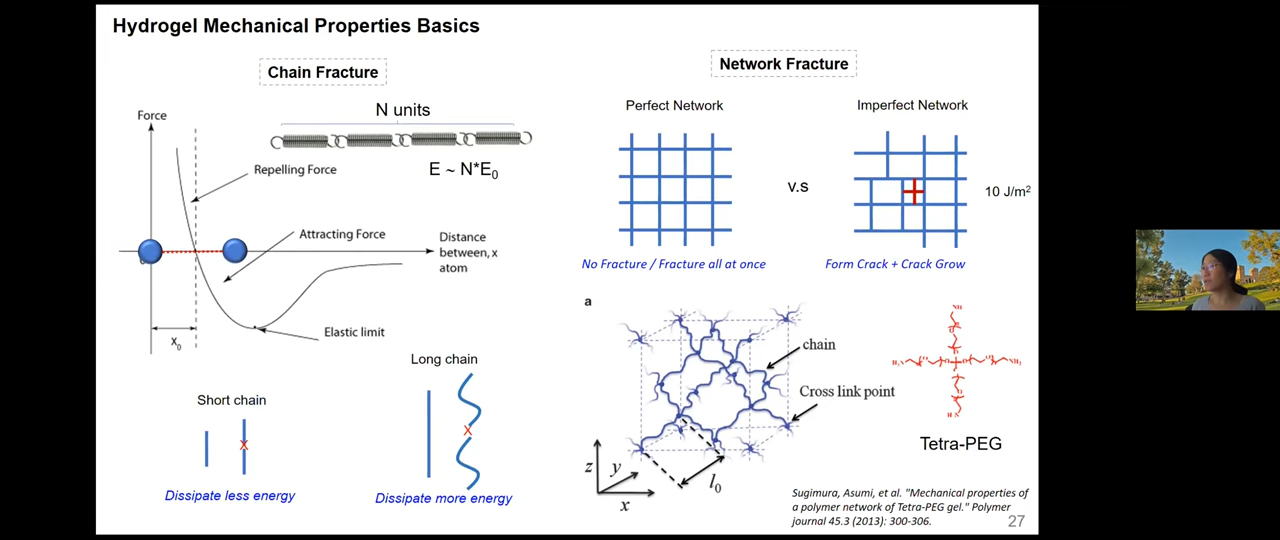 Hydrogel Mechanical Properties Basics
Chain Fracture
Force
N units
E ~ N*E₀
Repelling Force
Attracting Force
Distance
between, x
atom
Elastic limit
X₀
Short chain
Long chain
X
X
Dissipate less energy
Dissipate more energy
Network Fracture
Perfect Network
Imperfect Network
v.s
10 J/m²
No Fracture / Fracture all at once
Form Crack + Crack Grow
a
chain
Cross link point
z
y
x
l₀
Tetra-PEG
Sugimura, Asumi, et al. "Mechanical properties of
a polymer network of Tetra-PEG gel." Polymer
journal 45.3 (2013): 300-306.
27